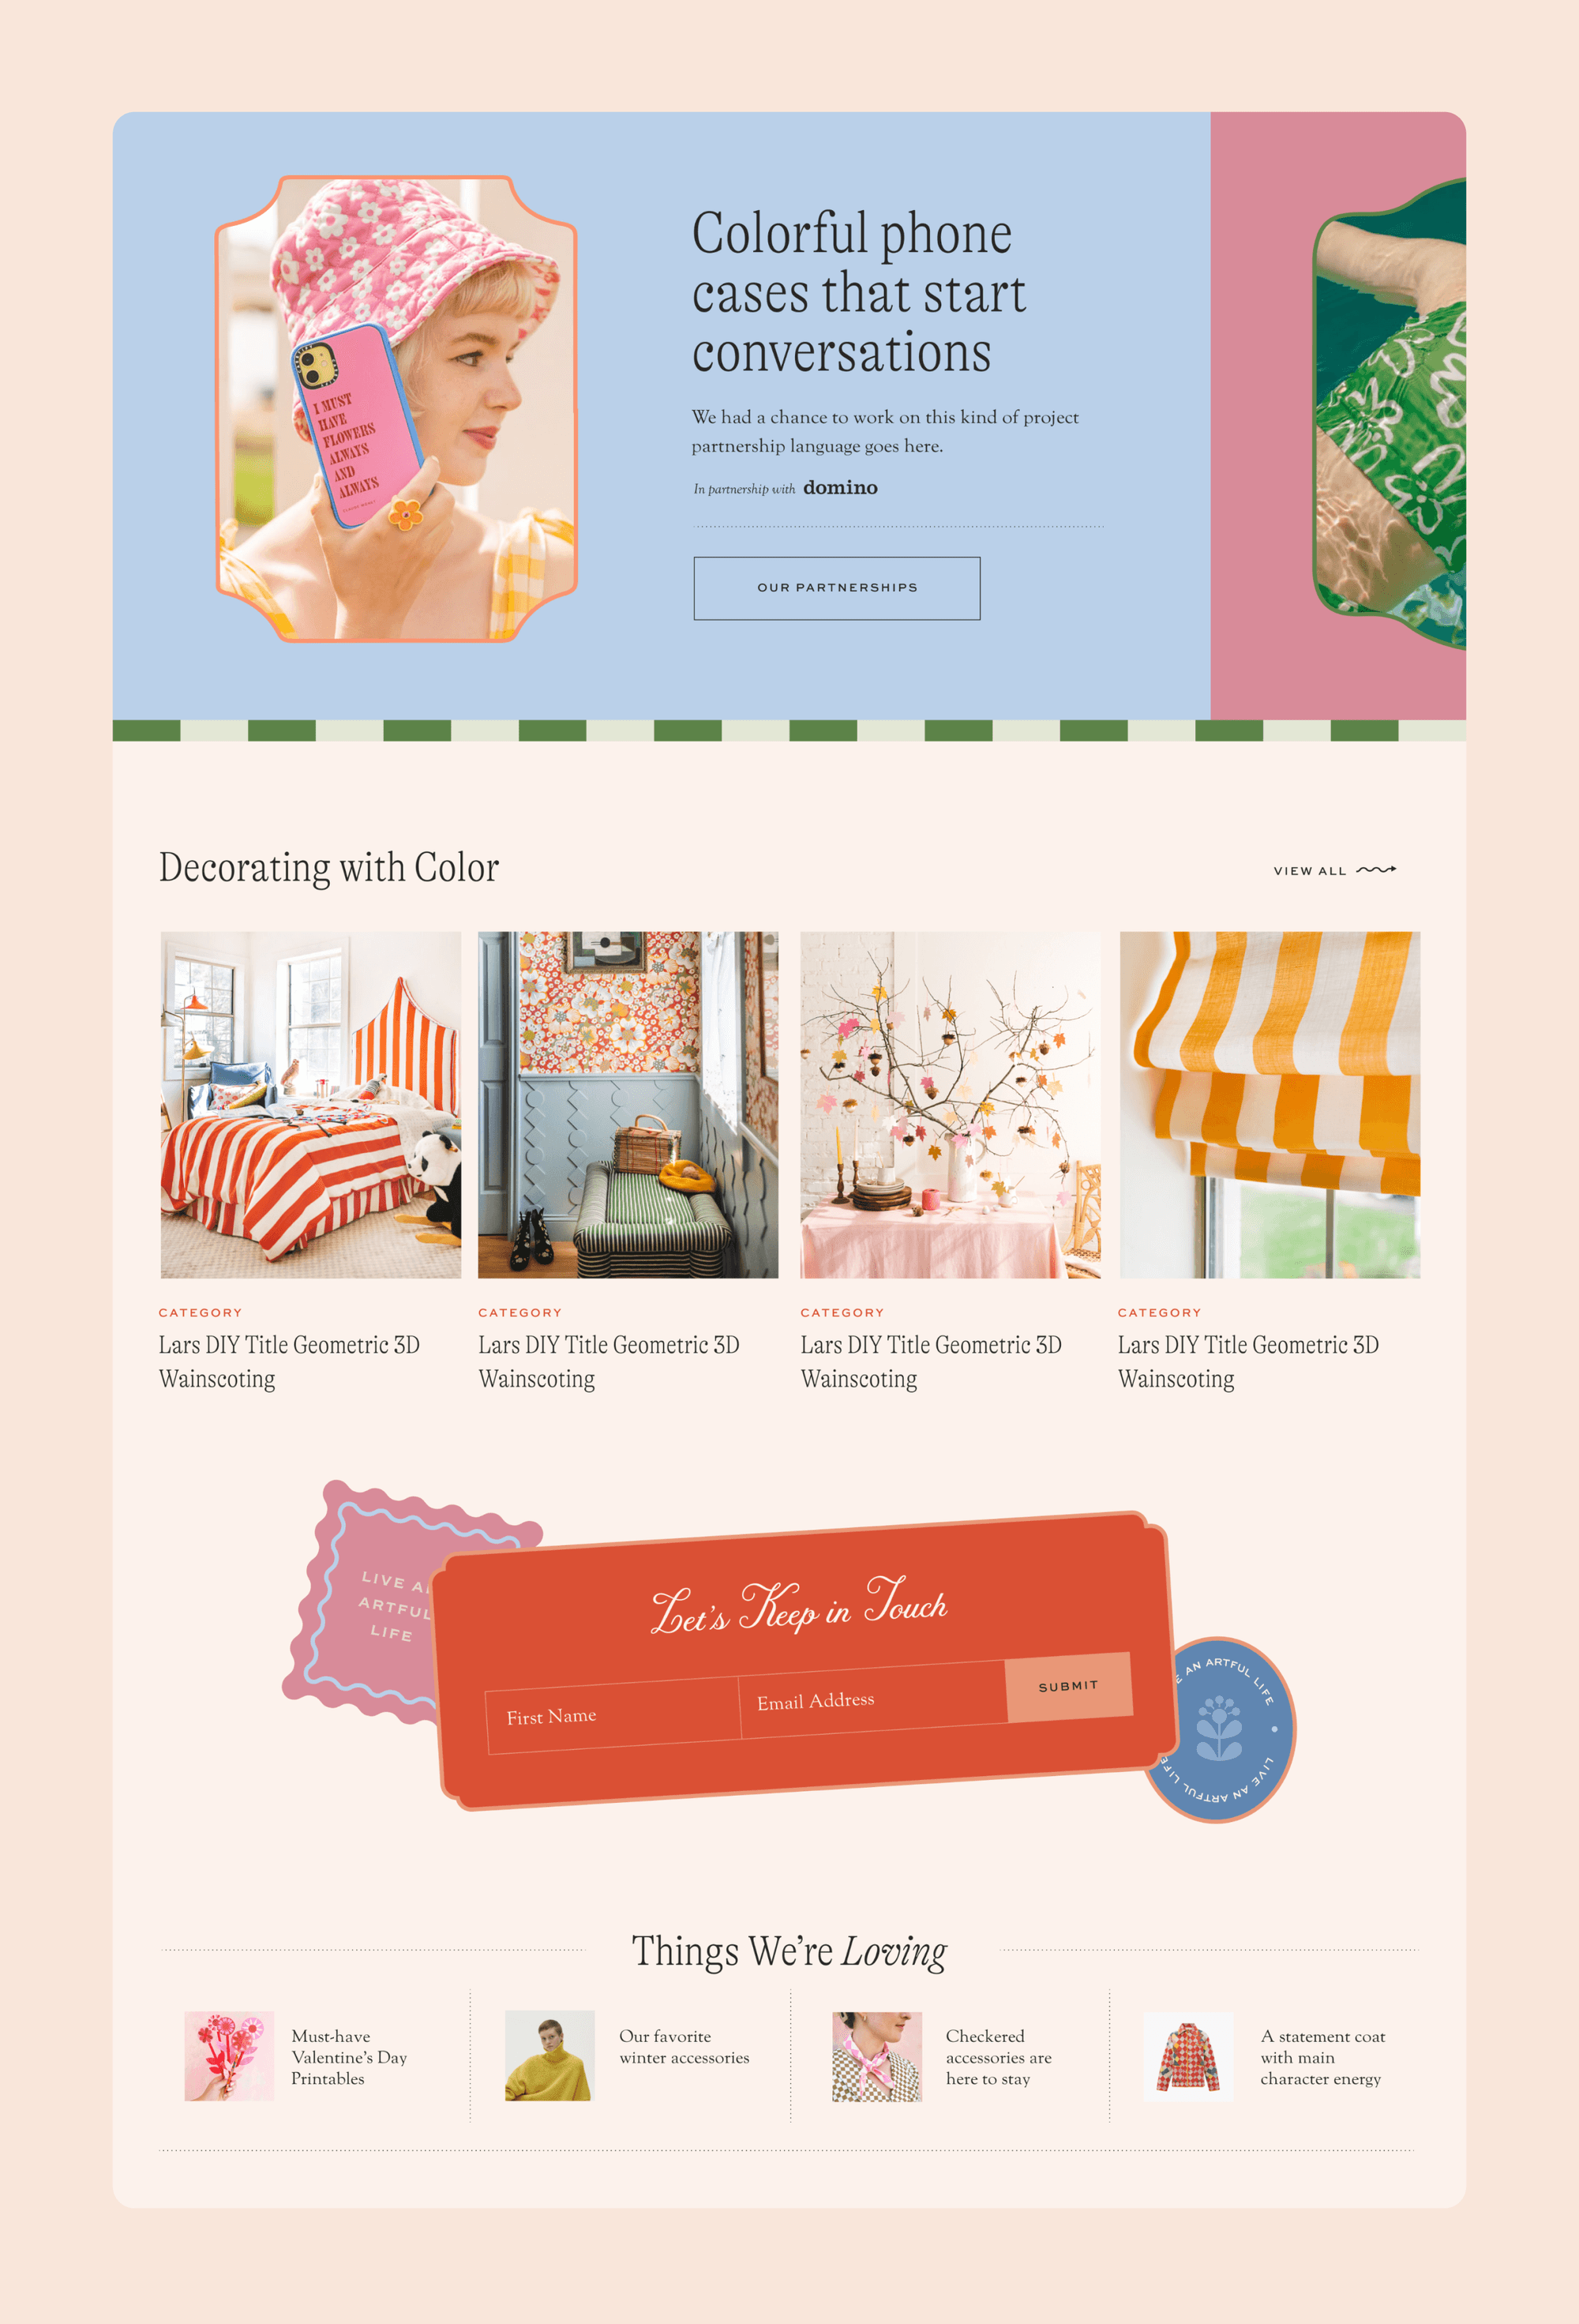 I MUST
HAVE
FLOWERS
ALWAYS
AND
ALWAYS
Colorful phone
cases that start
conversations
We had a chance to work on this kind of project
partnership language goes here.
In partnership with domino
OUR PARTNERSHIPS
Decorating with Color
VIEW ALL
CATEGORY
Lars DIY Title Geometric 3D
Wainscoting
CATEGORY
Lars DIY Title Geometric 3D
Wainscoting
CATEGORY
Lars DIY Title Geometric 3D
Wainscoting
CATEGORY
Lars DIY Title Geometric 3D
Wainscoting
LIVE A
ARTFUL
LIFE
Let's Keep in Touch
First Name
Email Address
SUBMIT
E AN ARTFUL LIFE
LIVE AN ARTFUL LIFE
Things We're Loving
Must-have
Valentine's Day
Printables
Our favorite
winter accessories
Checkered
accessories are
here to stay
A statement coat
with main
character energy